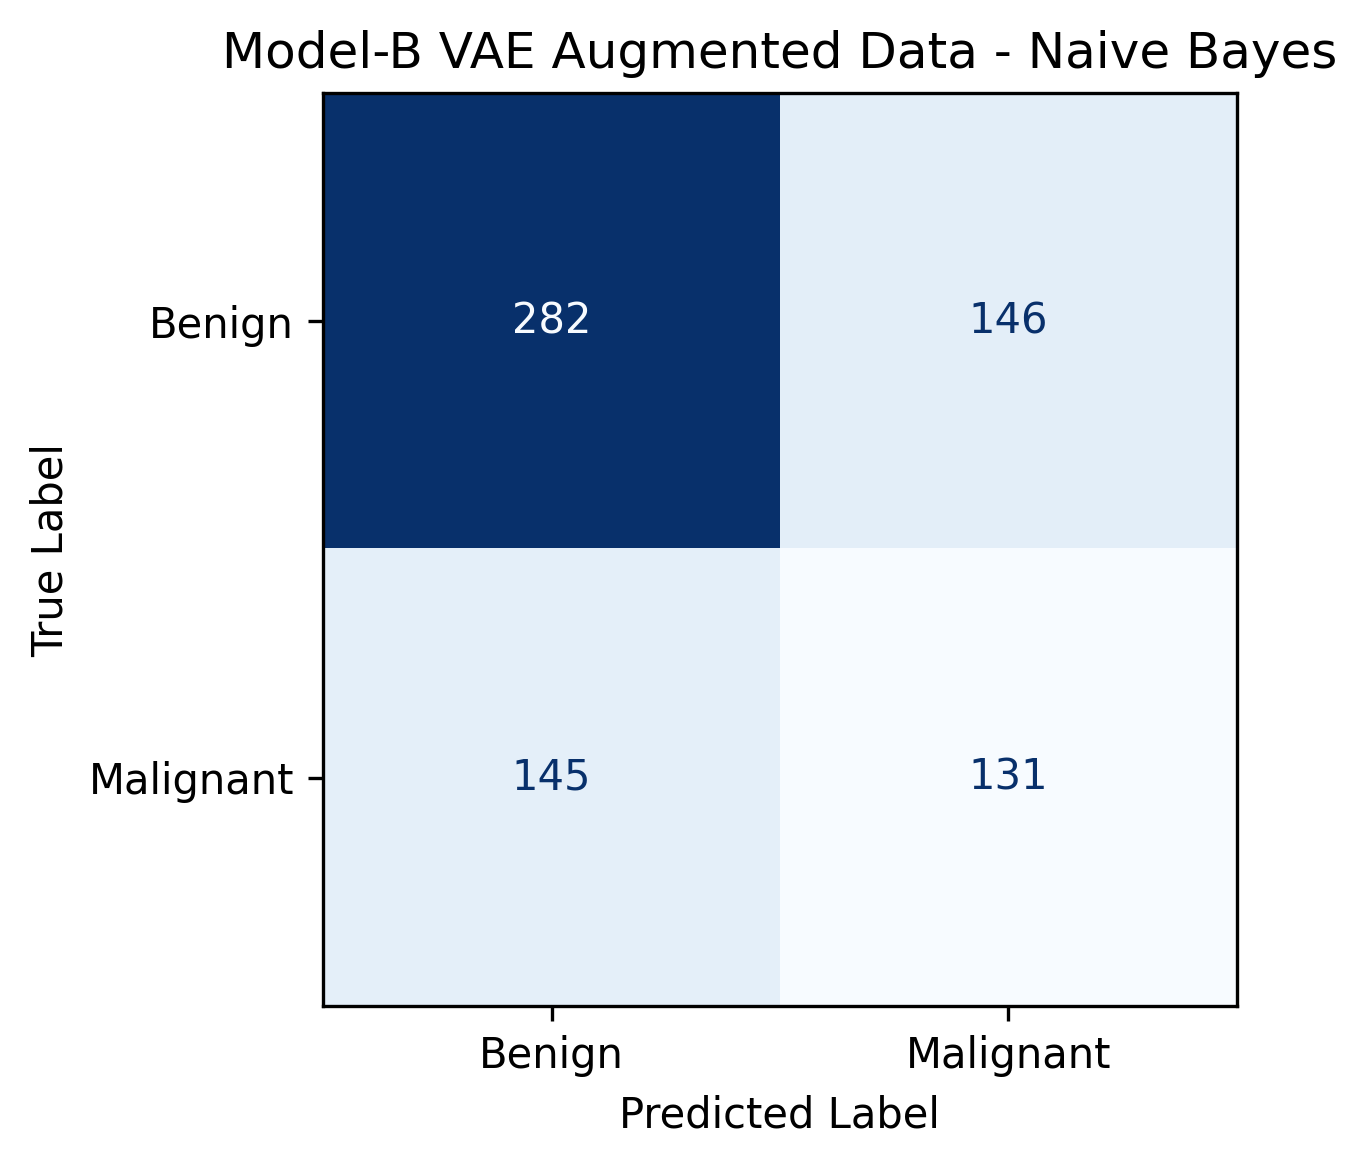 Model-B VAE Augmented Data - Naive Bayes
True Label
Benign
282
146
Malignant
145
131
Benign
Malignant
Predicted Label